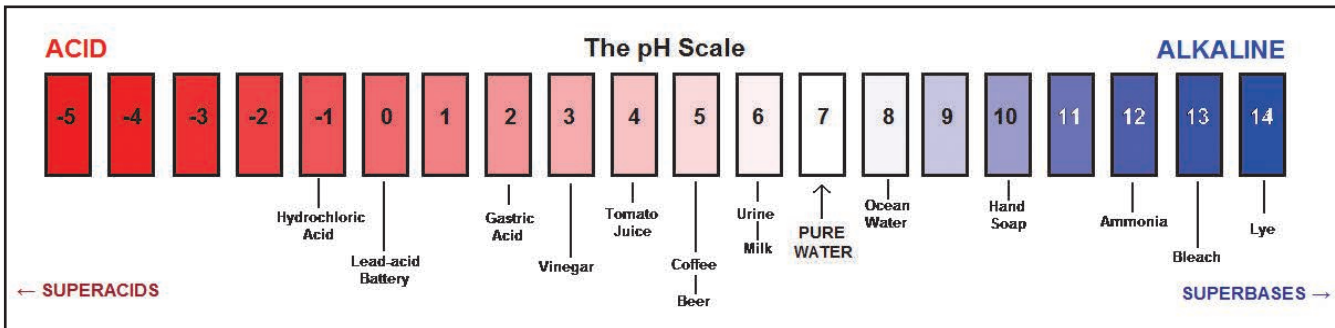 ACID
The pH Scale
ALKALINE
-5 -4 -3 -2 -1 0 1 2 3 4 5 6 7 8 9 10 11 12 13 14
Hydrochloric
Acid
Lead-acid
Battery
Gastric
Acid
Vinegar
Tomato
Juice
Coffee
Beer
Urine
Milk
↑
PURE
WATER
Ocean
Water
Hand
Soap
Ammonia
Bleach
Lye
← SUPERACIDS
SUPERBASES →